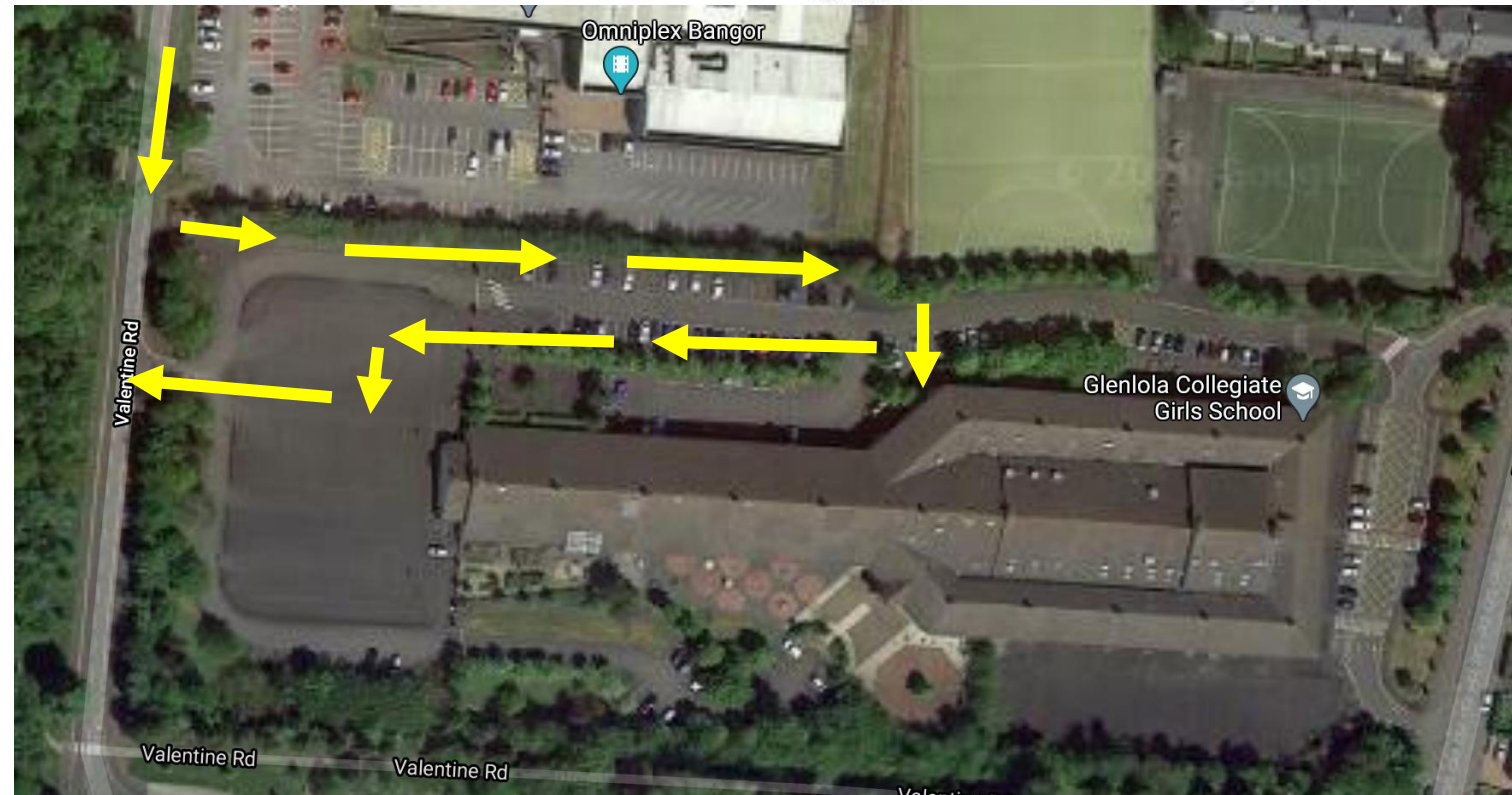 Omniplex Bangor
Valentine Rd
Glenlola Collegiate
Girls School
Valentine Rd
Valentine Rd